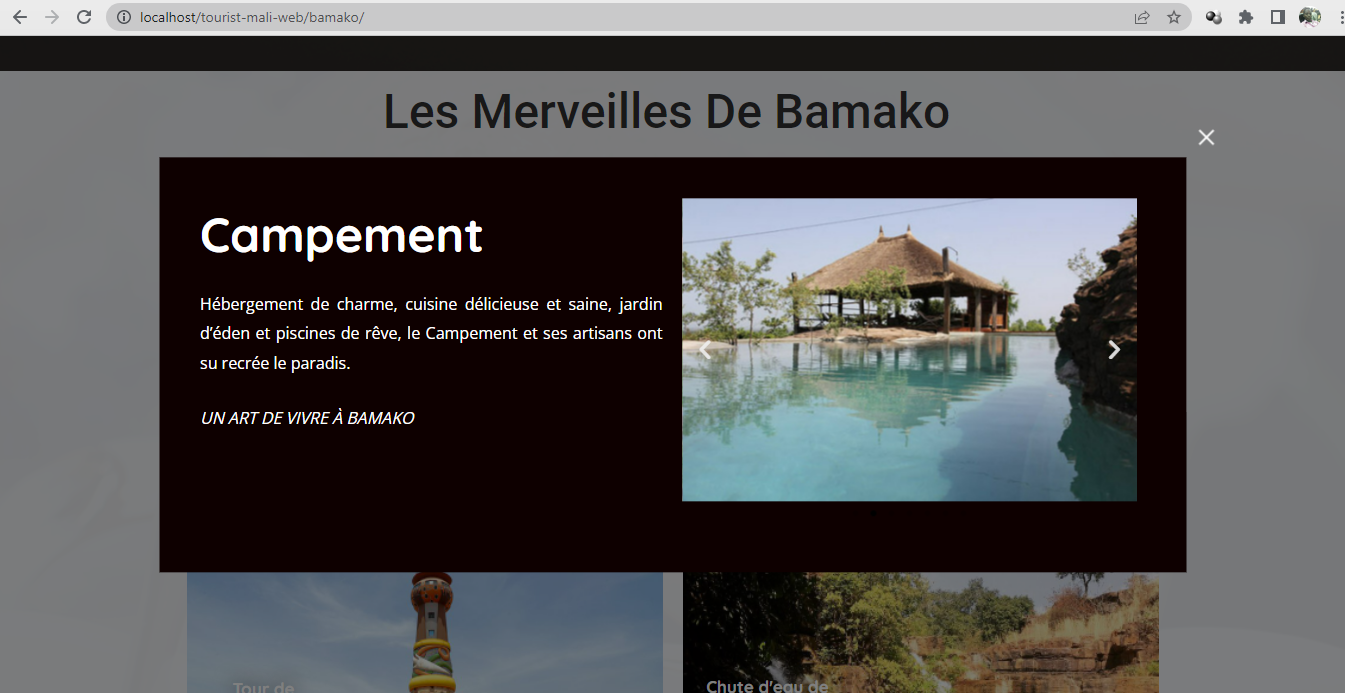 localhost/tourist-mali-web/bamako/
Les Merveilles De Bamako
Campement
Hébergement de charme, cuisine délicieuse et saine, jardin
d’éden et piscines de rêve, le Campement et ses artisans ont
su recrée le paradis.
UN ART DE VIVRE À BAMAKO
Tour de
Chute d'eau de